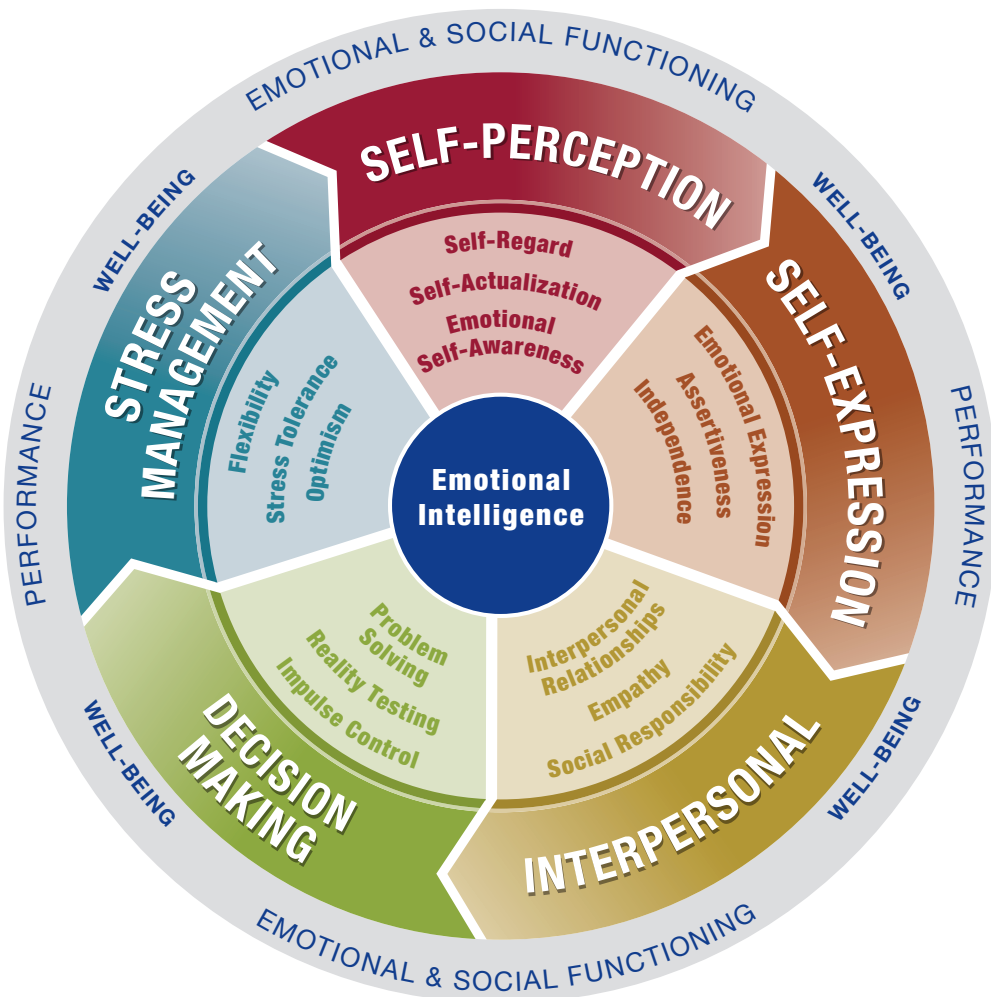 EMOTIONAL & SOCIAL FUNCTIONING
WELL-BEING
WELL-BEING
PERFORMANCE
PERFORMANCE
WELL-BEING
WELL-BEING
EMOTIONAL & SOCIAL FUNCTIONING
SELF-PERCEPTION
Self-Regard
Self-Actualization
Emotional
Self-Awareness
SELF-EXPRESSION
Emotional Expression
Assertiveness
Independence
INTERPERSONAL
Interpersonal
Relationships
Empathy
Social Responsibility
DECISION
MAKING
Problem
Solving
Reality Testing
Impulse Control
STRESS
MANAGEMENT
Flexibility
Stress Tolerance
Optimism
Emotional
Intelligence